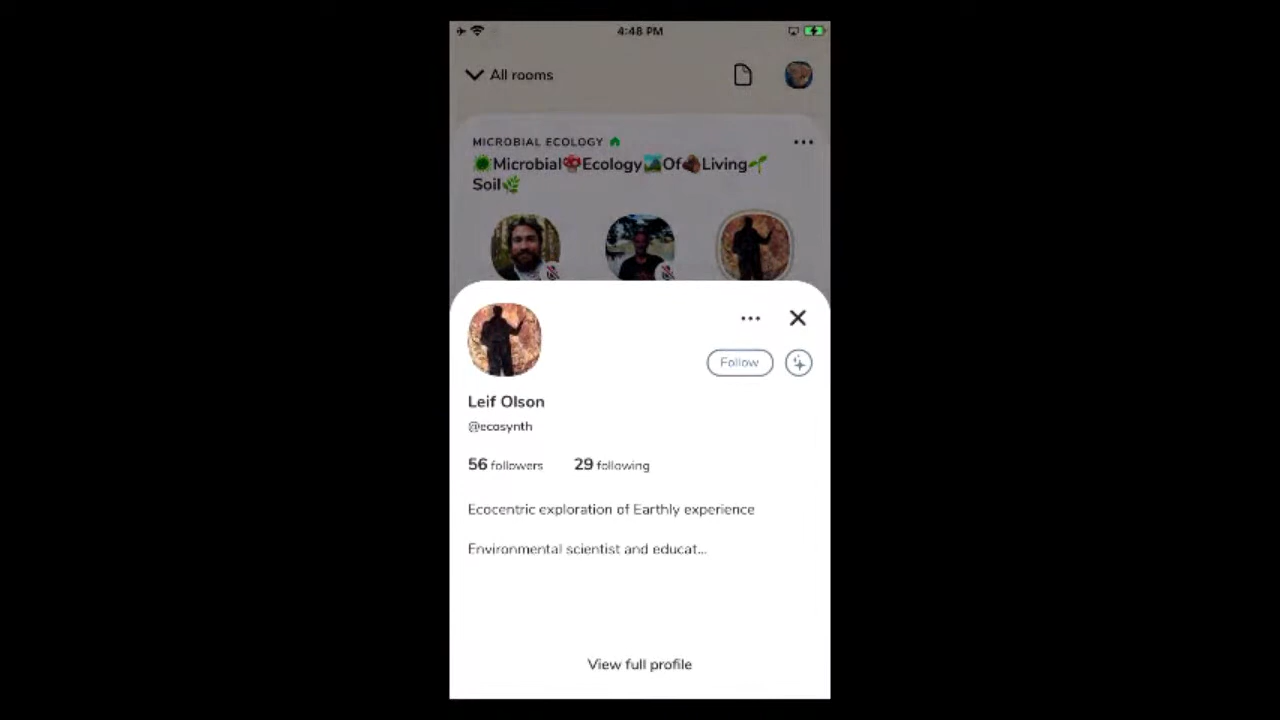 4:48 PM
All rooms
MICROBIAL ECOLOGY
Microbial Ecology Of Living
Soil
Follow
Leif Olson
@ecosynth
56 followers 29 following
Ecocentric exploration of Earthly experience
Environmental scientist and educat...
View full profile